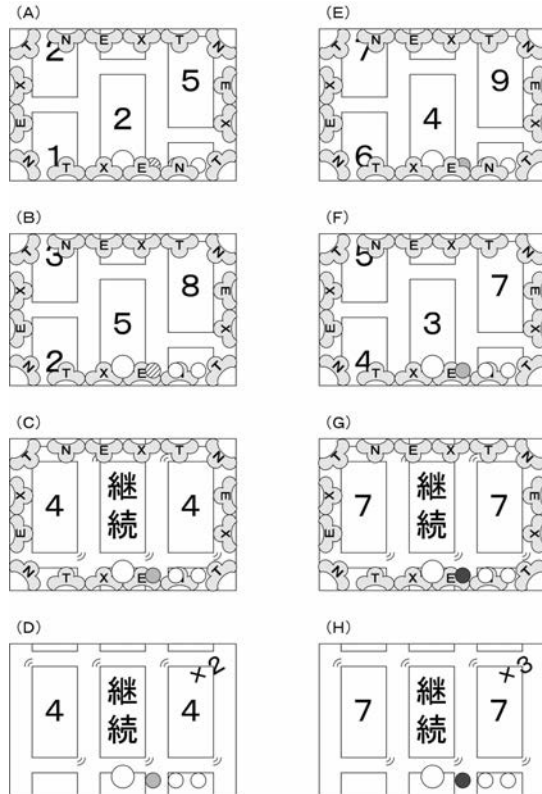 (A)
T N E X T N
2 5
X E
2
E X
1
N T X E N T
(B)
T N E X T N
3 8
X E
5
E X
2
N T X E T
(C)
T N E X T N
X E
4 継続 4
E X
N T X E T
(D)
×2
4 継続 4
(E)
T N E X T N
7 9
X E
4
E X
6
N T X E N T
(F)
T N E X T N
5 7
X E
3
E X
4
N T X E T
(G)
T N E X T N
X E
7 継続 7
E X
N T X E T
(H)
×3
7 継続 7